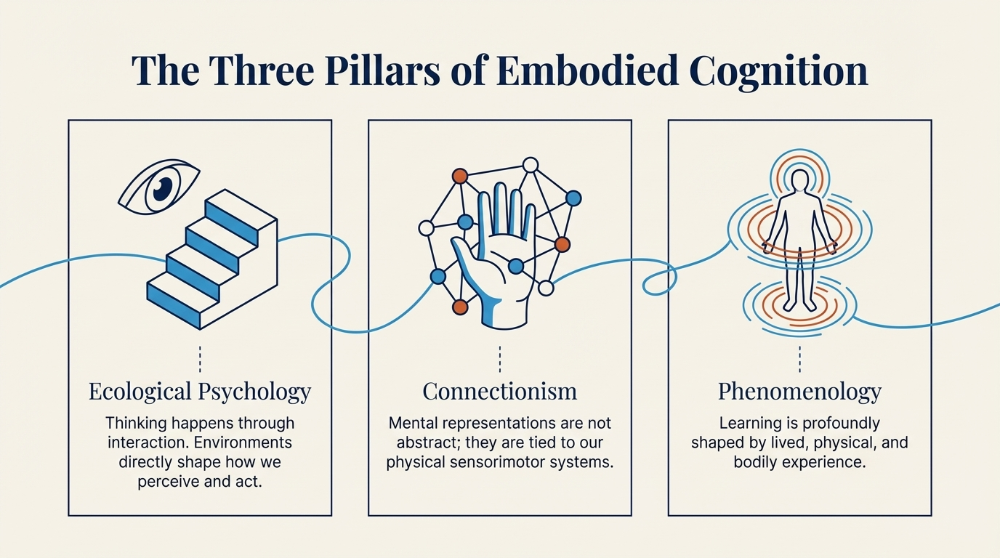 The Three Pillars of Embodied Cognition
Ecological Psychology
Thinking happens through
interaction. Environments
directly shape how we
perceive and act.
Connectionism
Mental representations are not
abstract; they are tied to our
physical sensorimotor systems.
Phenomenology
Learning is profoundly
shaped by lived, physical, and
bodily experience.